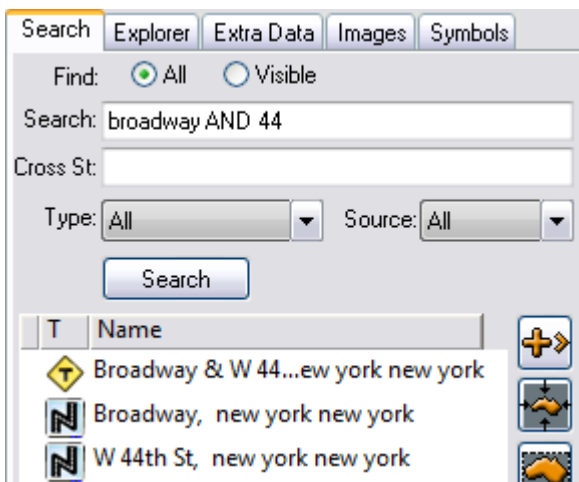 Search Explorer Extra Data Images Symbols
Find: All Visible
Search: broadway AND 44
Cross St:
Type: All Source: All
Search
T Name
Broadway & W 44...ew york new york
Broadway, new york new york
W 44th St, new york new york